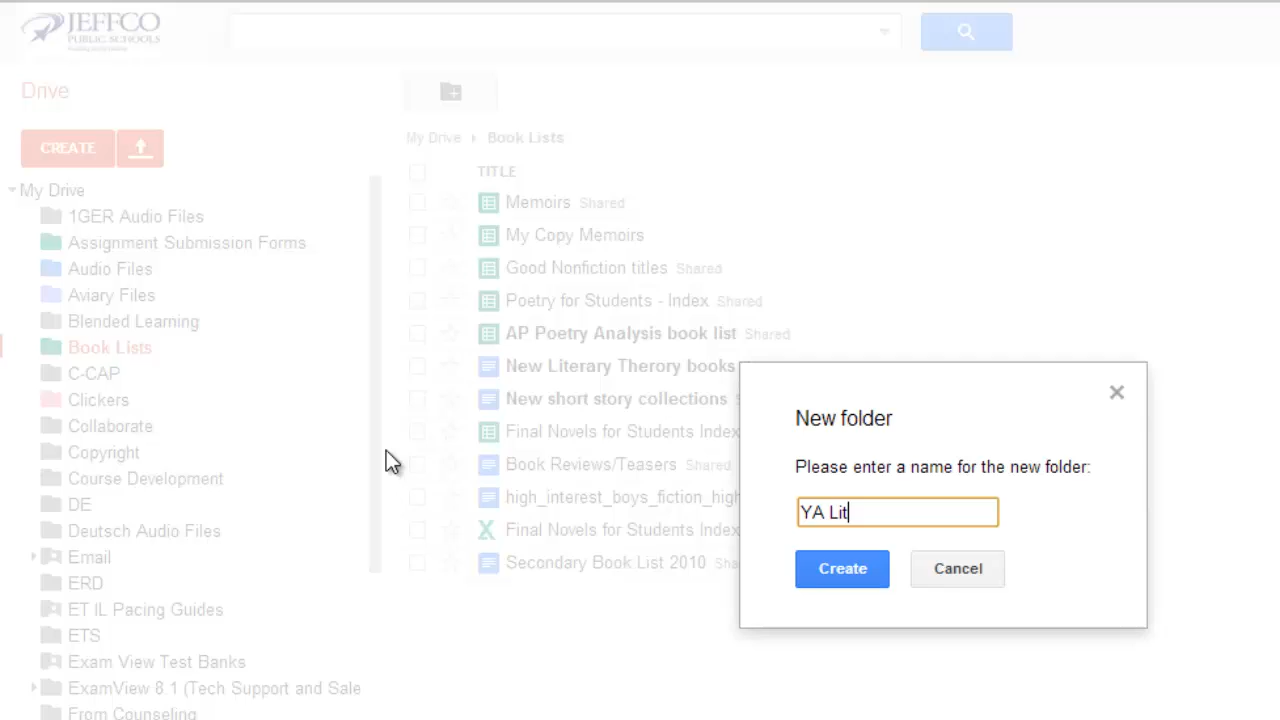 JEFFCO
PUBLIC SCHOOLS
Drive
CREATE
My Drive
1GER Audio Files
Assignment Submission Forms
Audio Files
Aviary Files
Blended Learning
Book Lists
C-CAP
Clickers
Collaborate
Copyright
Course Development
DE
Deutsch Audio Files
Email
ERD
ET IL Pacing Guides
ETS
Exam View Test Banks
ExamView 8.1 (Tech Support and Sale
From Counseling
My Drive Book Lists
TITLE
Memoirs Shared
My Copy Memoirs
Good Nonfiction titles Shared
Poetry for Students - Index Shared
AP Poetry Analysis book list Shared
New Literary Therory books
New short story collections
Final Novels for Students Index
Book Reviews/Teasers Shared
high_interest_boys_fiction_high
Final Novels for Students Index
Secondary Book List 2010 Sha
New folder
Please enter a name for the new folder:
YA Lit
Create Cancel